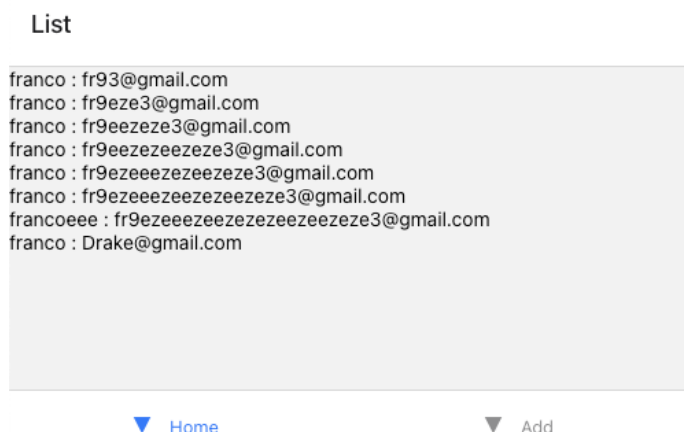 List
franco : fr93@gmail.com
franco : fr9eze3@gmail.com
franco : fr9eezeze3@gmail.com
franco : fr9eezezeezeze3@gmail.com
franco : fr9ezeeezezeezeze3@gmail.com
franco : fr9ezeeezeezezeezeze3@gmail.com
francoeee : fr9ezeeezeezezezeezeezeze3@gmail.com
franco : Drake@gmail.com
Home
Add